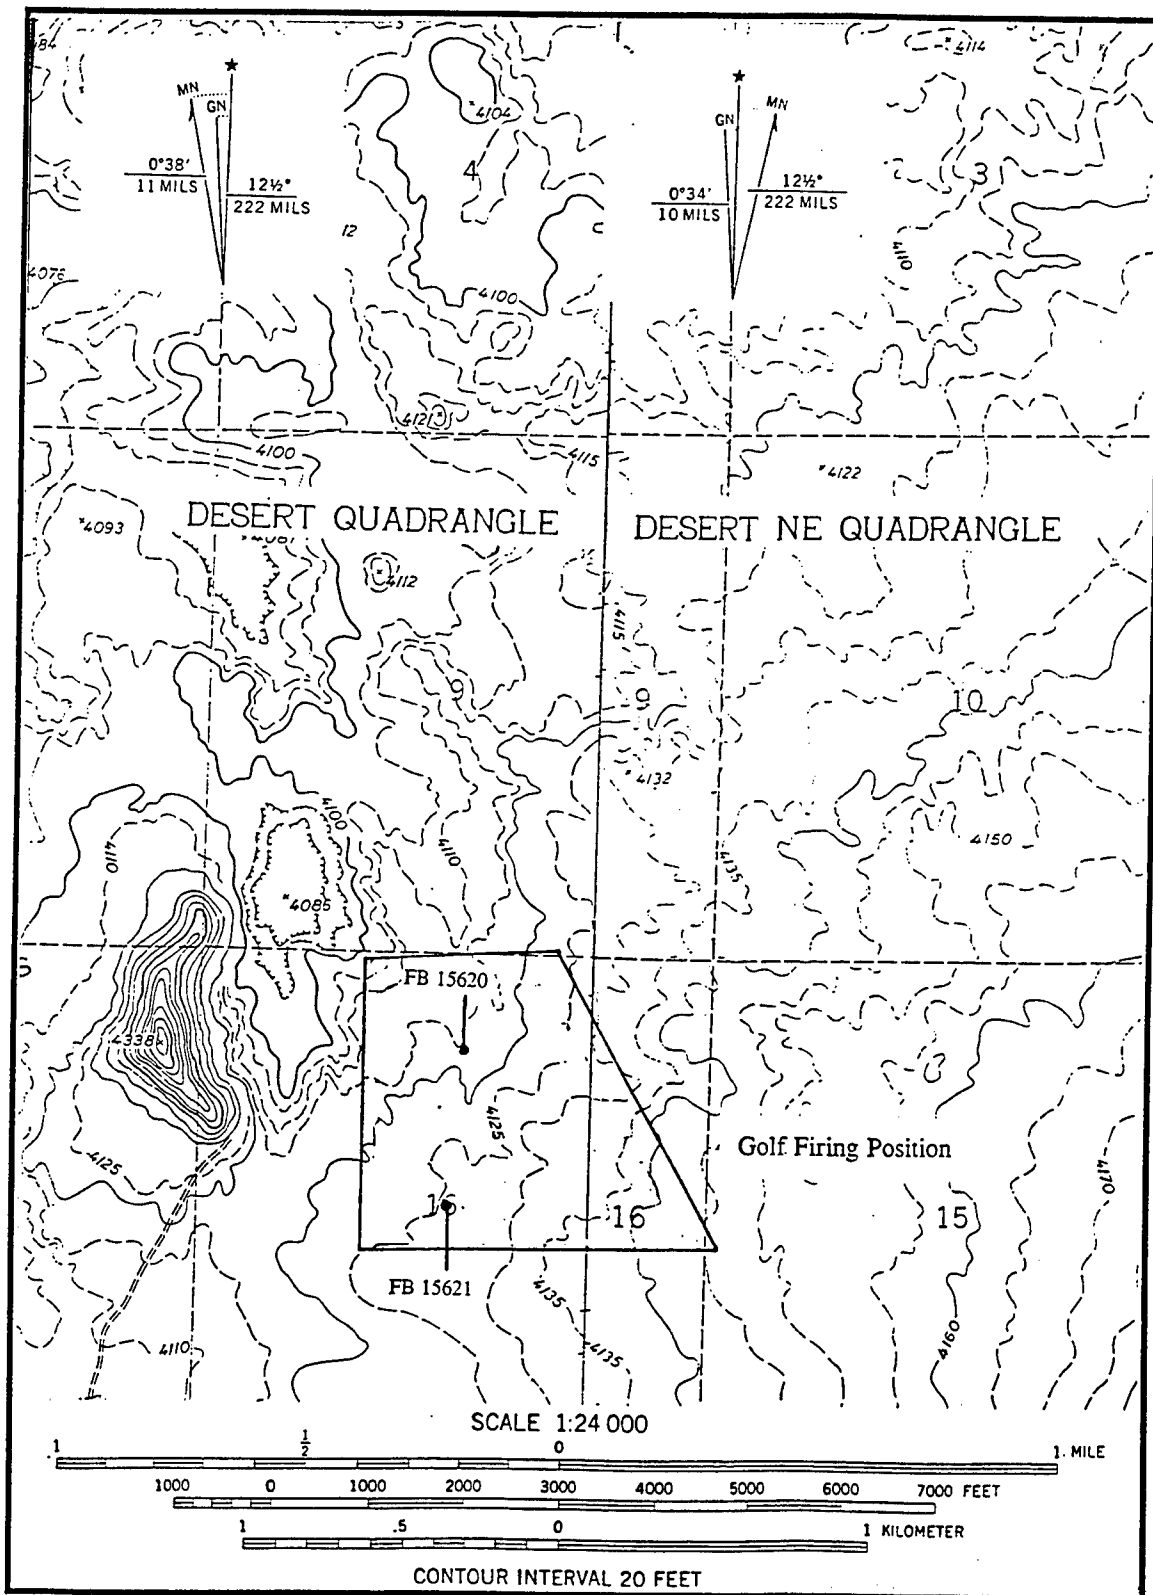 4114
MN
GN
4104
GN
MN
0°38'
11 MILS
12½°
222 MILS
4
0°34'
10 MILS
12½°
222 MILS
3
12
4110
4076
4100
4121
4100
4115
4122
4093
DESERT QUADRANGLE
DESERT NE QUADRANGLE
4112
4115
9
9
10
4132
4100
4110
4110
4135
4150
4086
FB 15620
4338
4125
Golf Firing Position
4125
4170
16
16
15
FB 15621
4135
4110
4135
4160
SCALE 1:24 000
1 ½ 0 1 MILE
1000 0 1000 2000 3000 4000 5000 6000 7000 FEET
1 .5 0 1 KILOMETER
CONTOUR INTERVAL 20 FEET